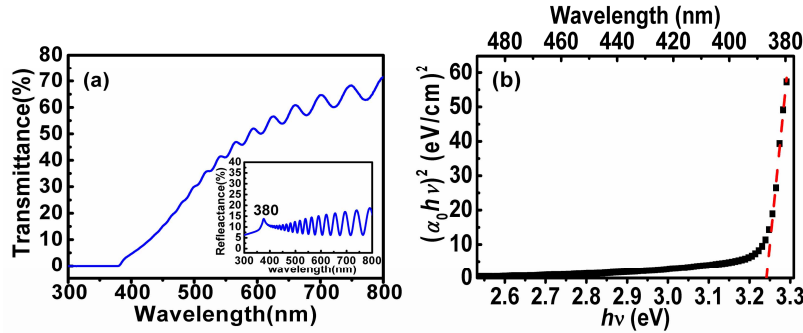 (a)
Transmittance(%)
80
70
60
50
40
30
20
10
0
300 400 500 600 700 800
Wavelength(nm)
Refleactance(%)
40
35
30
25
20
15
10
5
0
380
300 400 500 600 700 800
wavelength(nm)
Wavelength (nm)
480 460 440 420 400 380
(b)
(α0hν)2 (eV/cm)2
60
50
40
30
20
10
0
2.6 2.7 2.8 2.9 3.0 3.1 3.2 3.3
hν (eV)